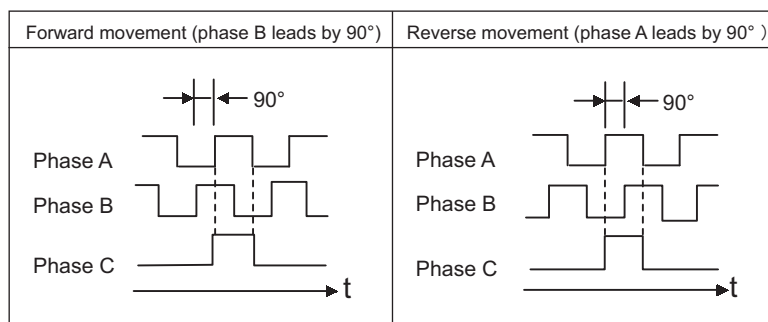 Forward movement (phase B leads by 90°)
90°
Phase A
Phase B
Phase C
t
Reverse movement (phase A leads by 90° )
90°
Phase A
Phase B
Phase C
t